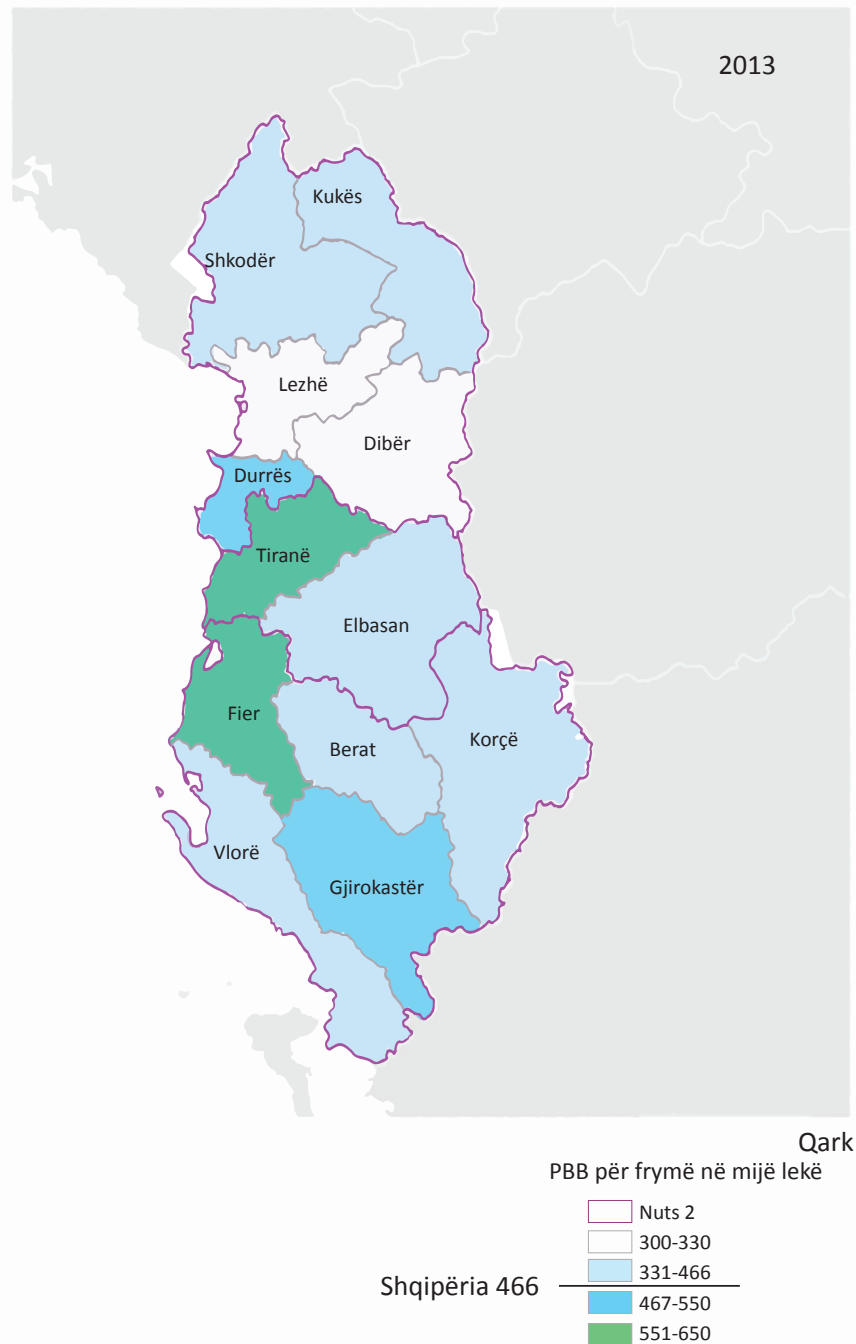 2013
Kukës
Shkodër
Lezhë
Dibër
Durrës
Tiranë
Elbasan
Fier
Korçë
Berat
Vlorë
Gjirokastër
Qark
PBB për frymë në mijë lekë
Nuts 2
300-330
331-466
Shqipëria 466
467-550
551-650